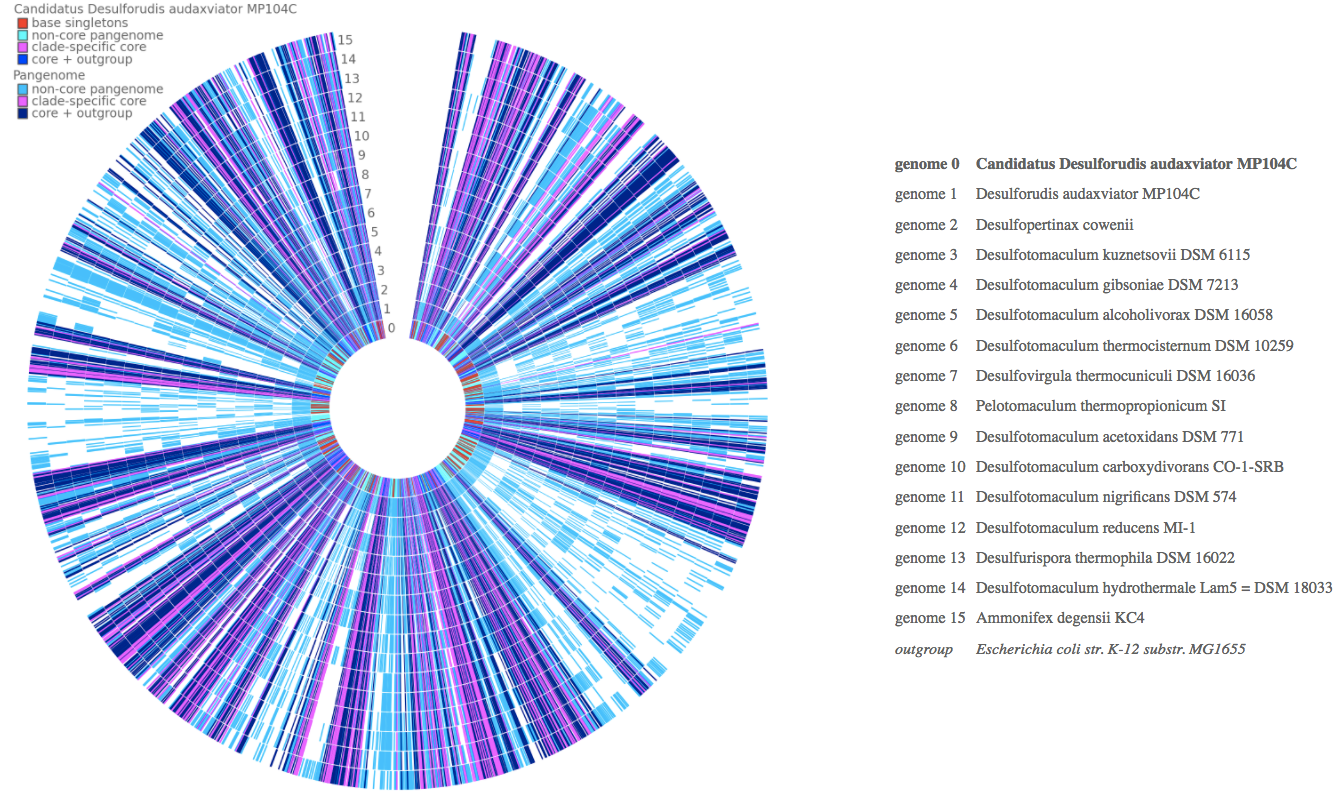 Candidatus Desulforudis audaxviator MP104C
base singletons
non-core pangenome
clade-specific core
core + outgroup
Pangenome
non-core pangenome
clade-specific core
core + outgroup
15
14
13
12
11
10
9
8
7
6
5
4
3
2
1
0
genome 0 Candidatus Desulforudis audaxviator MP104C
genome 1 Desulforudis audaxviator MP104C
genome 2 Desulfopertinax cowenii
genome 3 Desulfotomaculum kuznetsovii DSM 6115
genome 4 Desulfotomaculum gibsoniae DSM 7213
genome 5 Desulfotomaculum alcoholivorax DSM 16058
genome 6 Desulfotomaculum thermocisternum DSM 10259
genome 7 Desulfovirgula thermocuniculi DSM 16036
genome 8 Pelotomaculum thermopropionicum SI
genome 9 Desulfotomaculum acetoxidans DSM 771
genome 10 Desulfotomaculum carboxydivorans CO-1-SRB
genome 11 Desulfotomaculum nigrificans DSM 574
genome 12 Desulfotomaculum reducens MI-1
genome 13 Desulfurispora thermophila DSM 16022
genome 14 Desulfotomaculum hydrothermale Lam5 = DSM 18033
genome 15 Ammonifex degensii KC4
outgroup Escherichia coli str. K-12 substr. MG1655